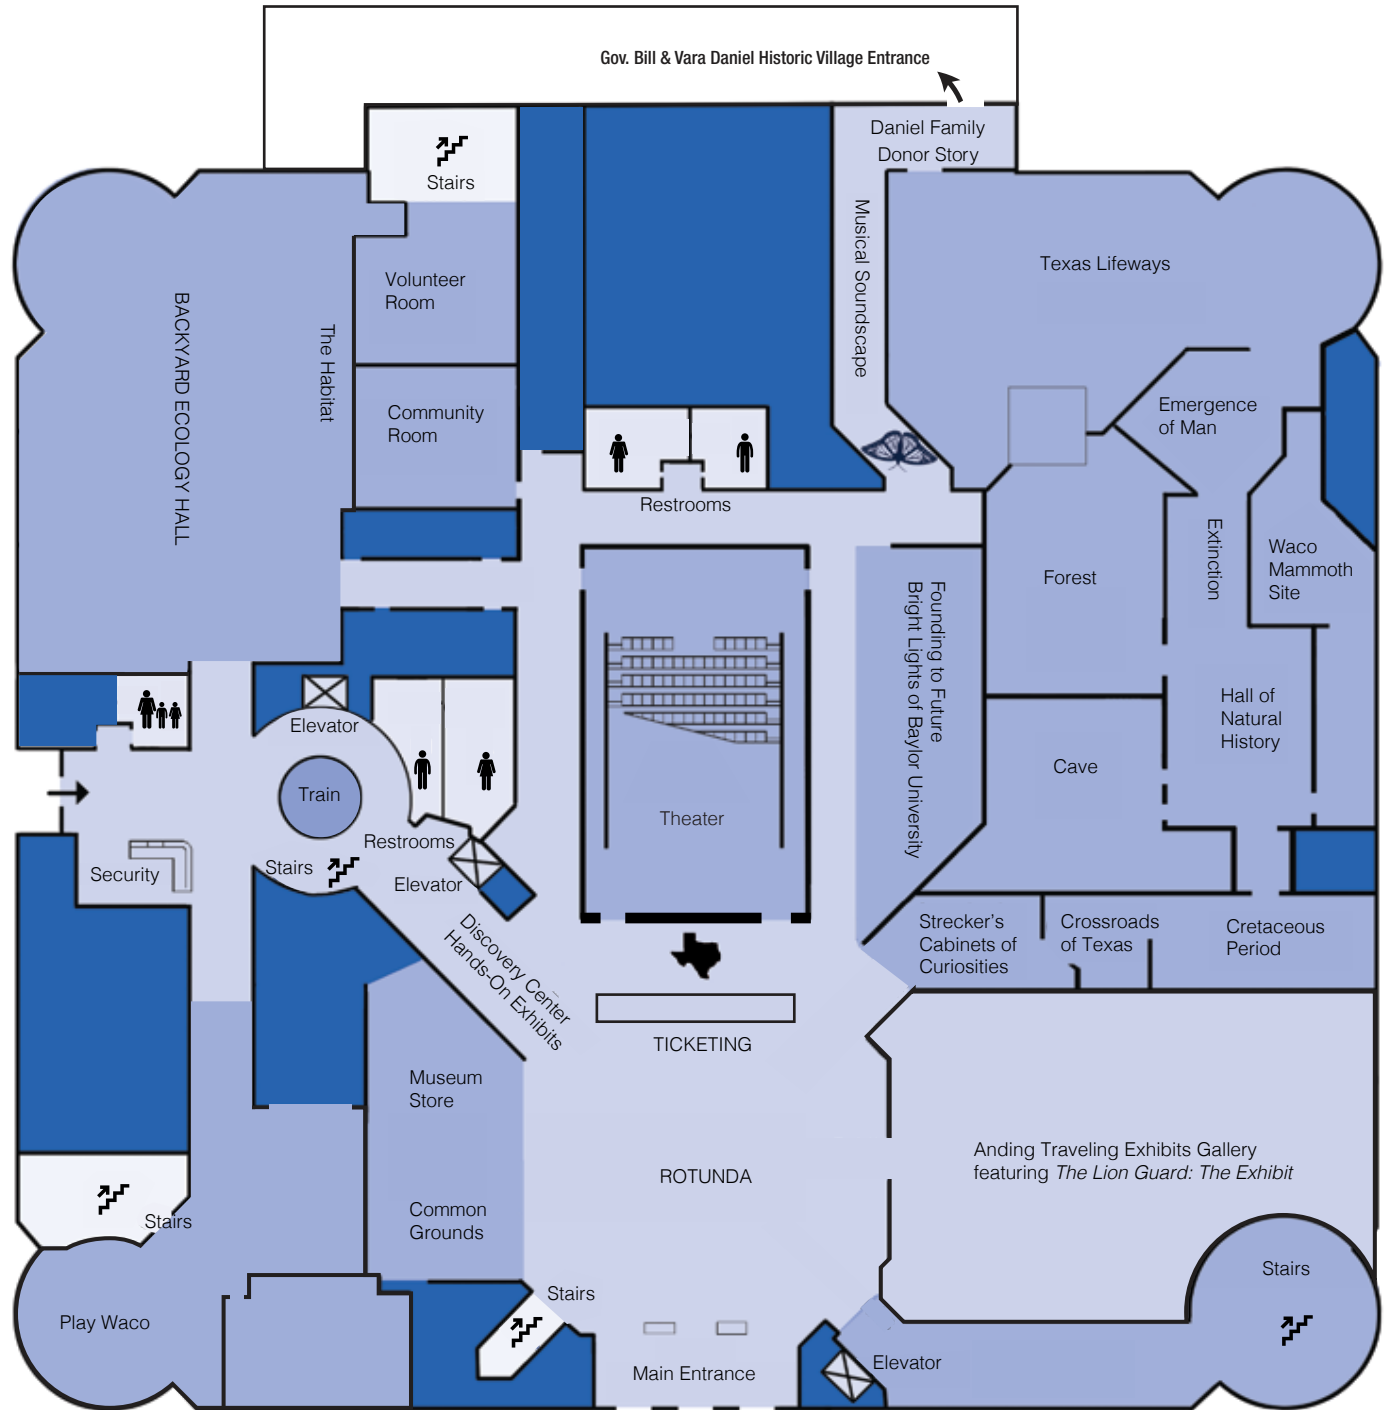 Gov. Bill & Vara Daniel Historic Village Entrance
Daniel Family
Donor Story
Stairs
Musical Soundscape
Texas Lifeways
Volunteer
Room
BACKYARD ECOLOGY HALL
The Habitat
Community
Room
Emergence
of Man
Restrooms
Extinction
Waco
Mammoth
Site
Forest
Founding to Future
Bright Lights of Baylor University
Hall of
Natural
History
Elevator
Cave
Train
Theater
Restrooms
Stairs
Security
Elevator
Discovery Center
Hands-On Exhibits
Strecker's
Cabinets of
Curiosities
Crossroads
of Texas
Cretaceous
Period
TICKETING
Museum
Store
Anding Traveling Exhibits Gallery
featuring The Lion Guard: The Exhibit
ROTUNDA
Common
Grounds
Stairs
Stairs
Stairs
Play Waco
Elevator
Main Entrance